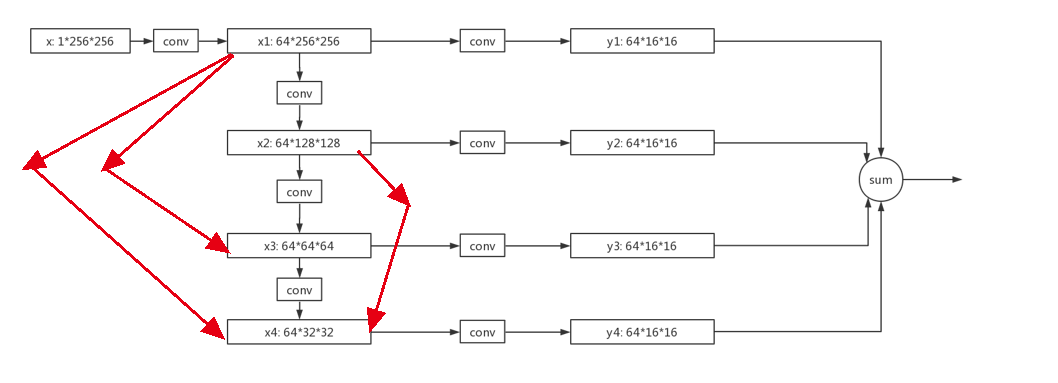 x: 1*256*256
conv
x1: 64*256*256
conv
y1: 64*16*16
conv
x2: 64*128*128
conv
y2: 64*16*16
sum
conv
x3: 64*64*64
conv
y3: 64*16*16
conv
x4: 64*32*32
conv
y4: 64*16*16